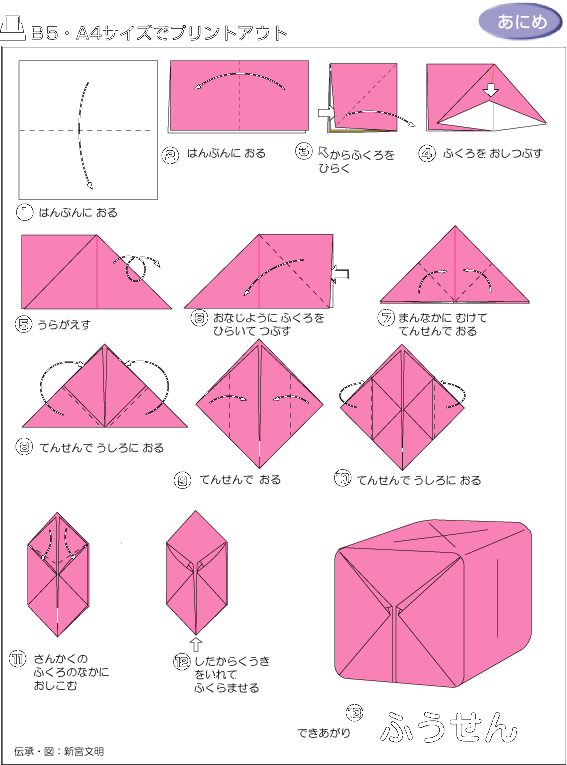 B5・A4サイズでプリントアウト
あにめ
① はんぶんに おる
② はんぶんに おる
③ からふくろを
ひらく
④ ふくろを おしつぶす
⑤ うらがえす
⑥ おなじように ふくろを
ひらいて つぶす
⑦ まんなかに むけて
てんせんで おる
⑧ てんせんで うしろに おる
⑨ てんせんで おる
⑩ てんせんで うしろに おる
⑪ さんかくの
ふくろのなかに
おしこむ
⑫ したからくうき
をいれて
ふくらませる
⑬
できあがり
ふうせん
伝承・図：新宮文明